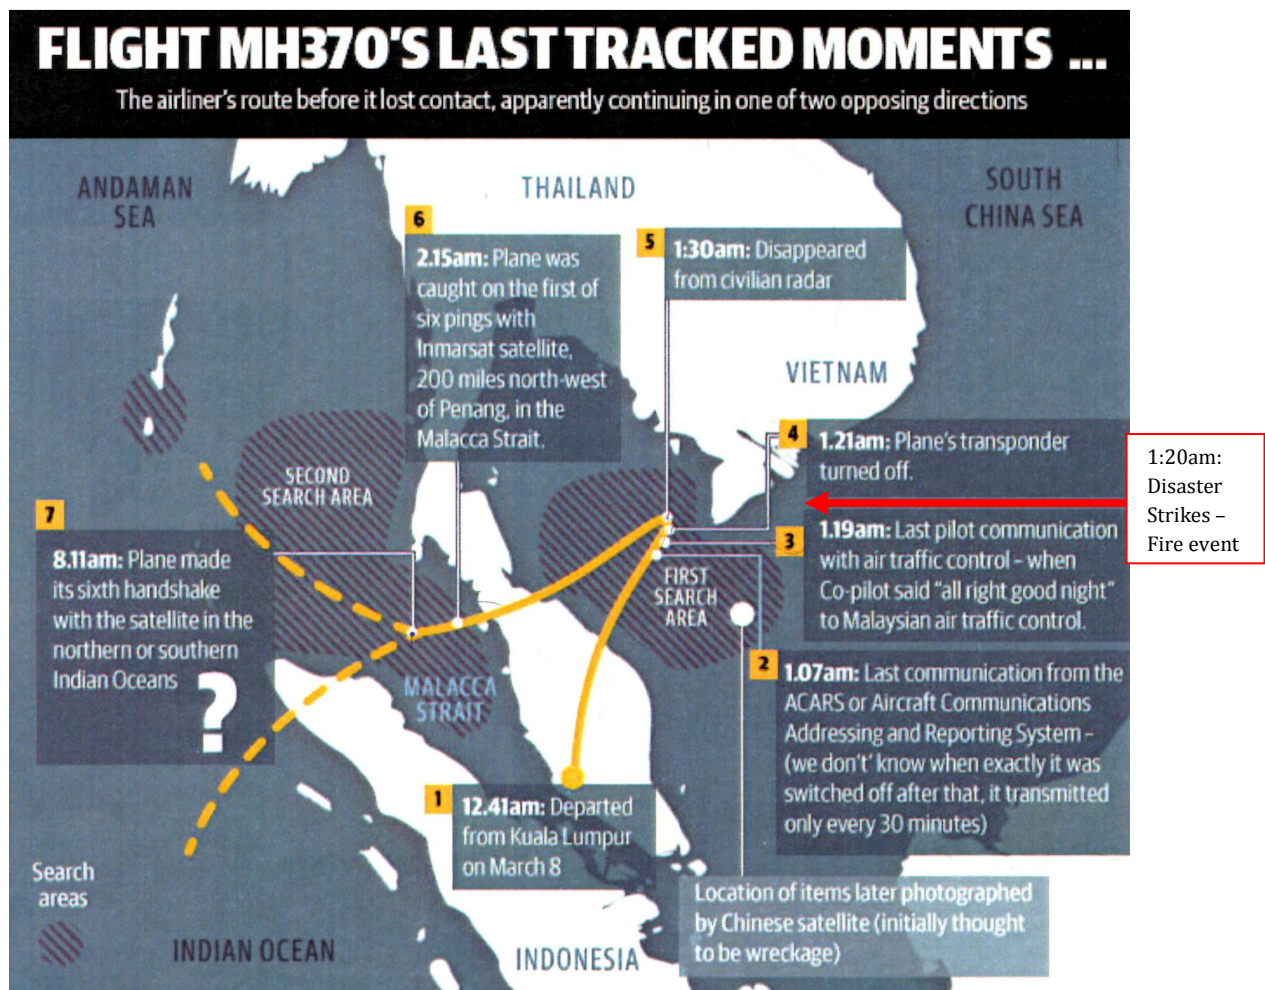 FLIGHT MH370'S LAST TRACKED MOMENTS ...
The airliner's route before it lost contact, apparently continuing in one of two opposing directions
ANDAMAN
SEA
THAILAND
SOUTH
CHINA SEA
6
2.15am: Plane was
caught on the first of
six pings with
Inmarsat satellite,
200 miles north-west
of Penang, in the
Malacca Strait.
5
1:30am: Disappeared
from civilian radar
VIETNAM
4
1.21am: Plane's transponder
turned off.
1:20am:
Disaster
Strikes –
Fire event
SECOND
SEARCH AREA
7
8.11am: Plane made
its sixth handshake
with the satellite in the
northern or southern
Indian Oceans
?
3
1.19am: Last pilot communication
with air traffic control – when
Co-pilot said "all right good night"
to Malaysian air traffic control.
FIRST
SEARCH
AREA
2
1.07am: Last communication from the
ACARS or Aircraft Communications
Addressing and Reporting System –
(we don't' know when exactly it was
switched off after that, it transmitted
only every 30 minutes)
MALACCA
STRAIT
1
12.41am: Departed
from Kuala Lumpur
on March 8
Search
areas
Location of items later photographed
by Chinese satellite (initially thought
to be wreckage)
INDIAN OCEAN
INDONESIA